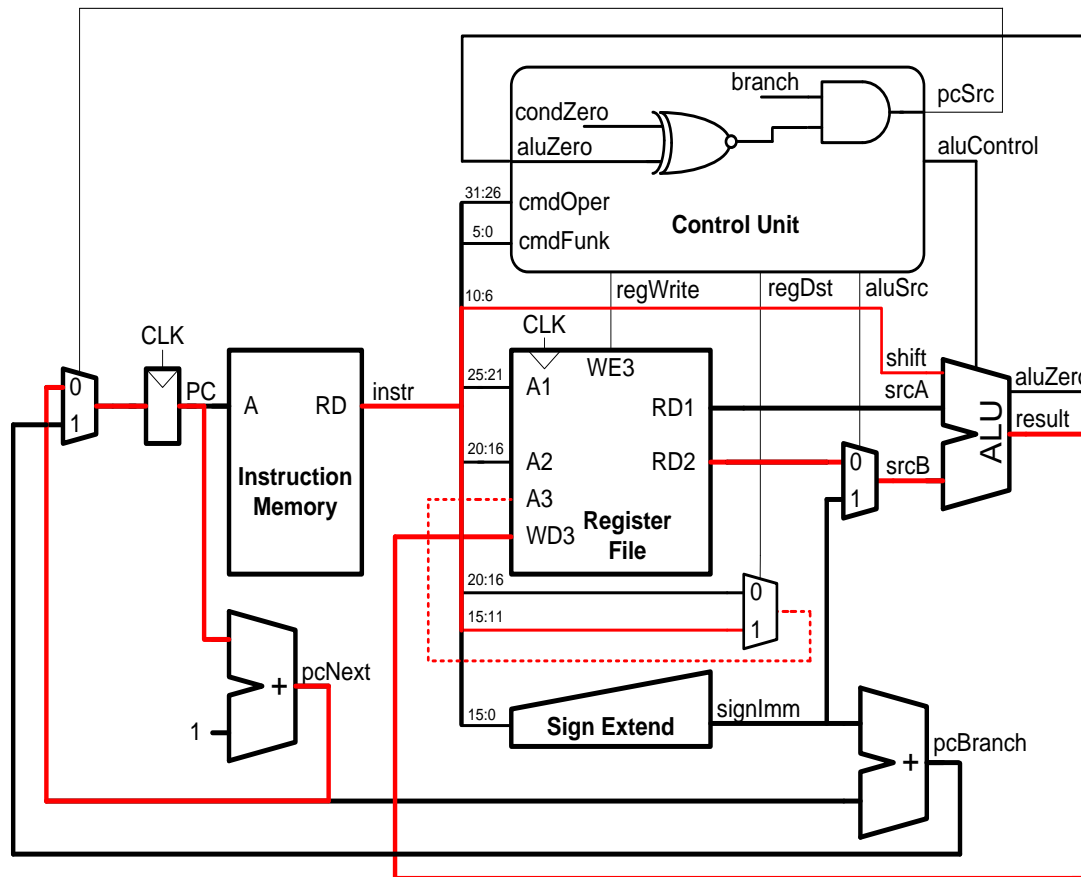 branch
pcSrc
condZero
aluZero
aluControl
31:26
cmdOper
Control Unit
5:0
cmdFunk
10:6
regWrite
regDst
aluSrc
CLK
CLK
shift
0
PC
A
RD
instr
25:21
A1
WE3
srcA
aluZero
1
RD1
ALU
result
Instruction
Memory
20:16
A2
RD2
0
srcB
A3
1
WD3
Register
File
20:16
0
15:11
1
pcNext
+
1
15:0
Sign Extend
signImm
pcBranch
+